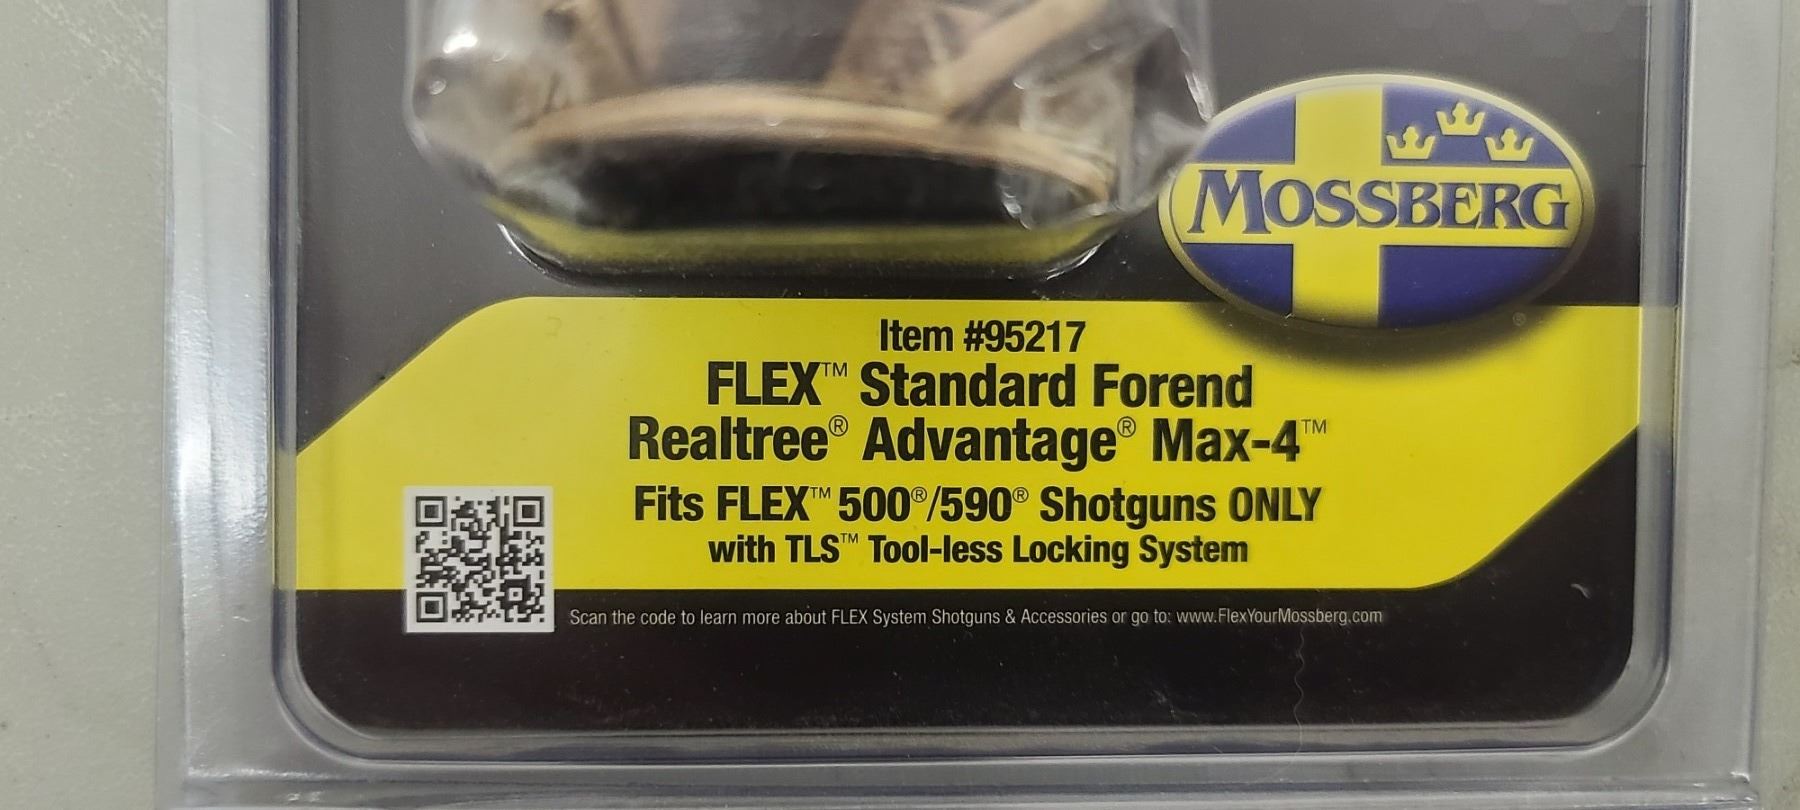 MOSSBERG
®
Item #95217
FLEX™ Standard Forend
Realtree® Advantage® Max-4™
Fits FLEX™ 500®/590® Shotguns ONLY
with TLS™ Tool-less Locking System
Scan the code to learn more about FLEX System Shotguns & Accessories or go to: www.FlexYourMossberg.com